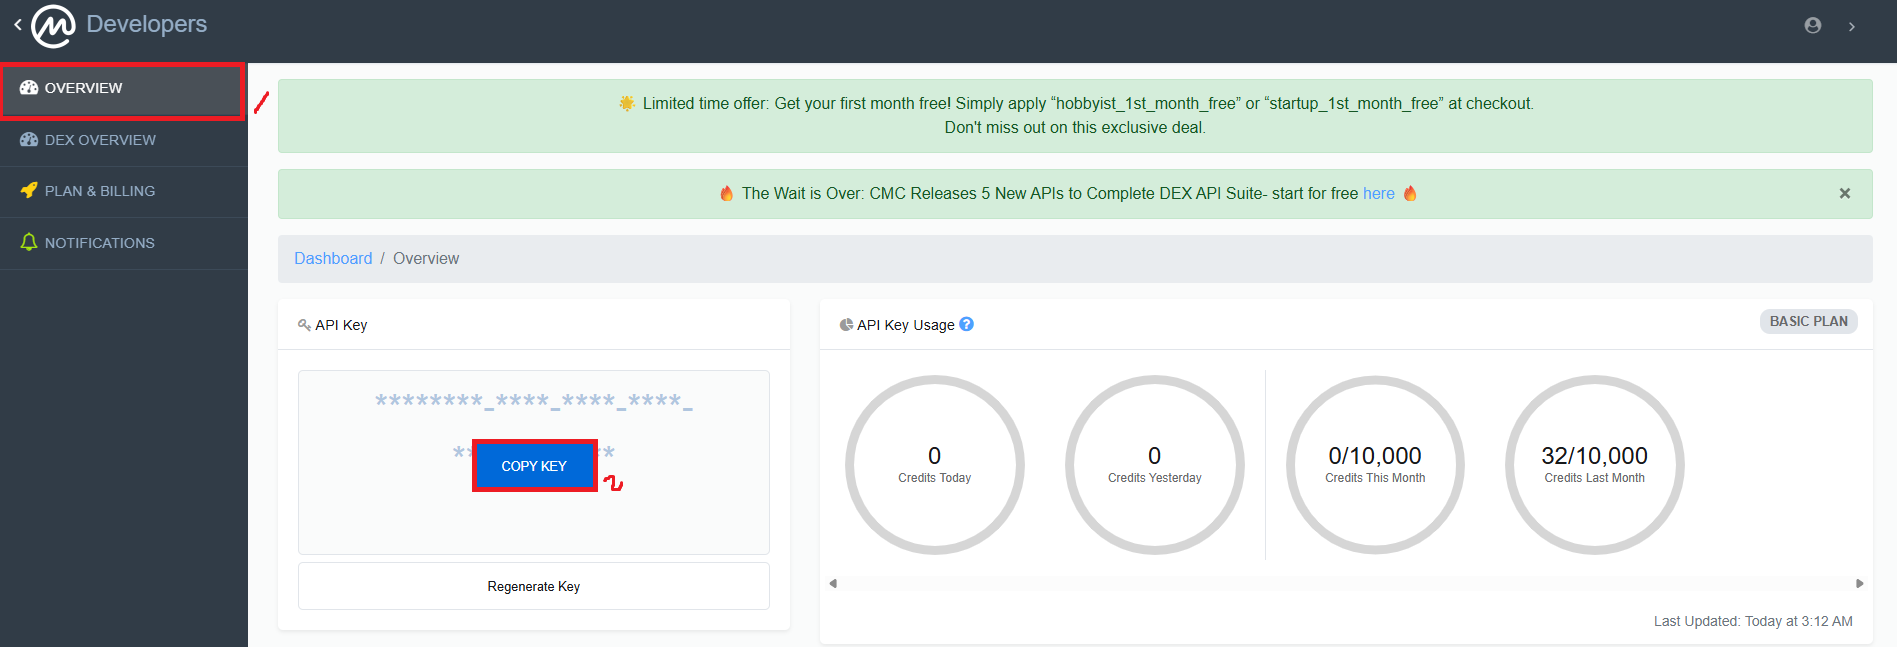 Developers
OVERVIEW
1
DEX OVERVIEW
PLAN & BILLING
NOTIFICATIONS
Limited time offer: Get your first month free! Simply apply “hobbyist_1st_month_free” or “startup_1st_month_free” at checkout.
Don't miss out on this exclusive deal.
The Wait is Over: CMC Releases 5 New APIs to Complete DEX API Suite- start for free here
×
Dashboard / Overview
API Key
********_****_****_****_
COPY KEY
2
Regenerate Key
API Key Usage ?
BASIC PLAN
0
Credits Today
0
Credits Yesterday
0/10,000
Credits This Month
32/10,000
Credits Last Month
Last Updated: Today at 3:12 AM